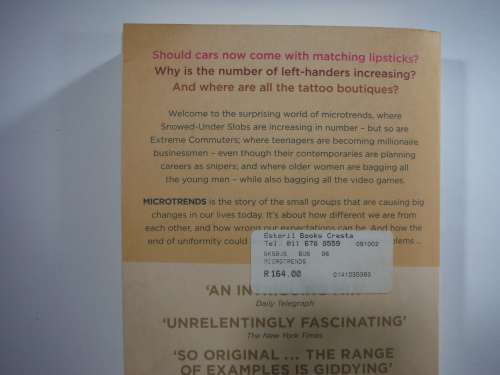 Should cars now come with matching lipsticks?
Why is the number of left-handers increasing?
And where are all the tattoo boutiques?
Welcome to the surprising world of microtrends, where
Snowed-Under Slobs are increasing in number – but so are
Extreme Commuters; where teenagers are becoming millionaire
businessmen – even though their contemporaries are planning
careers as snipers; and where older women are bagging all
the young men – while also bagging all the video games.
MICROTRENDS is the story of the small groups that are causing big
changes in our lives today. It's about how different we are from
each other, and how wrong our expectations can be. And how the
end of uniformity could
Estoril Books Cresta
Tel. 011 678 5559 091002
BUS 06
MICROTRENDS
R164.00
'AN
Daily Telegraph
'UNRELENTINGLY FASCINATING'
The New York Times
'SO ORIGINAL ... THE RANGE
OF EXAMPLES IS GIDDYING'